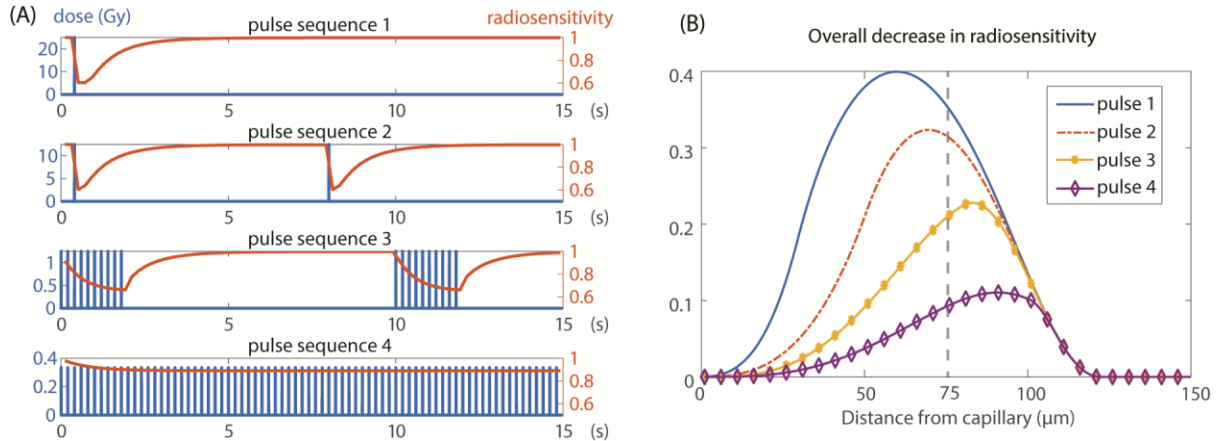 (A)
dose (Gy)
radiosensitivity
pulse sequence 1
20
10
0
1
0.8
0.6
0
5
10
15
(s)
pulse sequence 2
10
5
0
1
0.8
0.6
0
5
10
15
(s)
pulse sequence 3
1
0.5
0
1
0.8
0.6
0
5
10
15
(s)
pulse sequence 4
0.4
0.2
0
1
0.8
0.6
0
5
10
15
(s)
(B)
Overall decrease in radiosensitivity
0.4
0.3
0.2
0.1
0
pulse 1
pulse 2
pulse 3
pulse 4
0
50
75
100
150
Distance from capillary (μm)